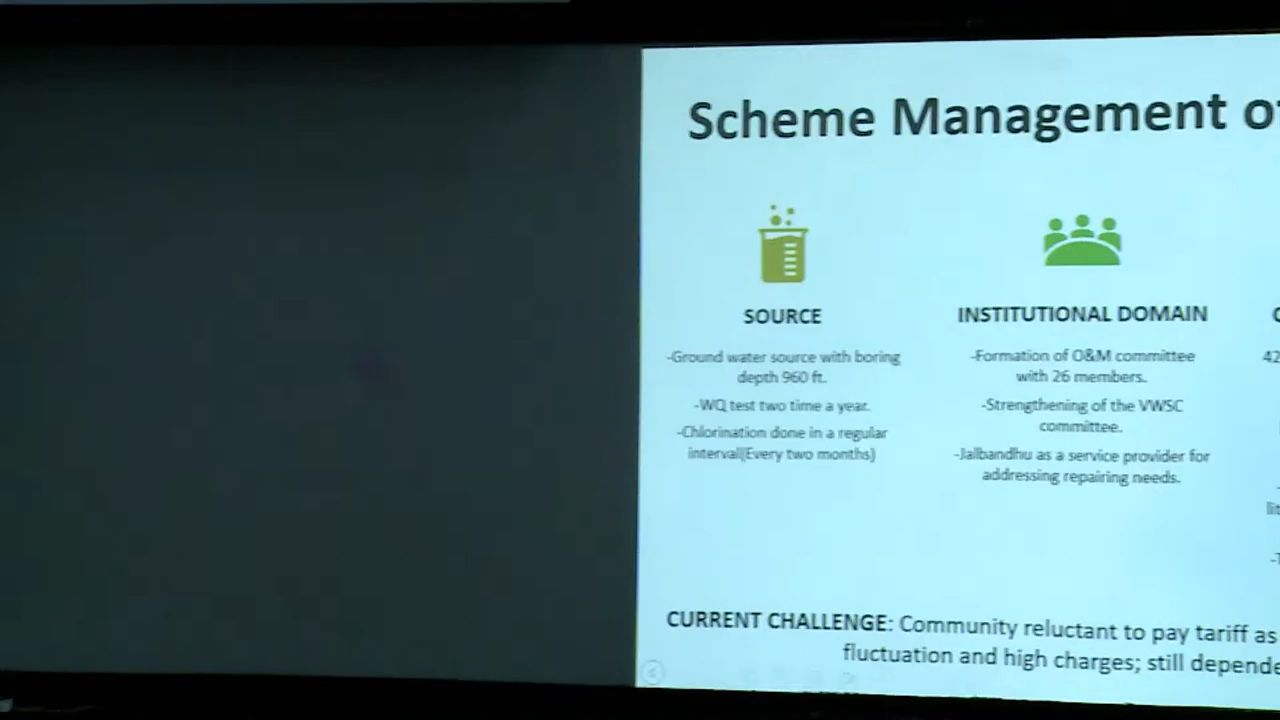 Scheme Management of
SOURCE
-Ground water source with boring
depth 960 ft.
-WQ test two time a year.
-Chlorination done in a regular
interval(Every two months)
INSTITUTIONAL DOMAIN
-Formation of O&M committee
with 26 members.
-Strengthening of the VWSC
committee.
-Jalbandhu as a service provider for
addressing repairing needs.
42
CURRENT CHALLENGE: Community reluctant to pay tariff as
fluctuation and high charges; still depende